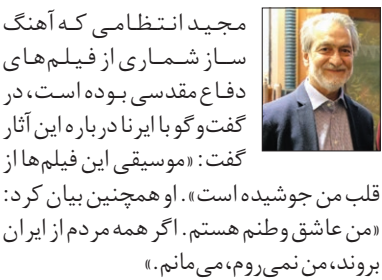 مجید انتظامی که آهنگ
ساز شماری از فیلم‌های
دفاع مقدسی بوده است، در
گفت‌وگو با ایرنا درباره این آثار
گفت: «موسیقی این فیلم‌ها از
قلب من جوشیده است». او همچنین بیان کرد:
«من عاشق وطنم هستم. اگر همه مردم از ایران
بروند، من نمی‌روم، می‌مانم.»